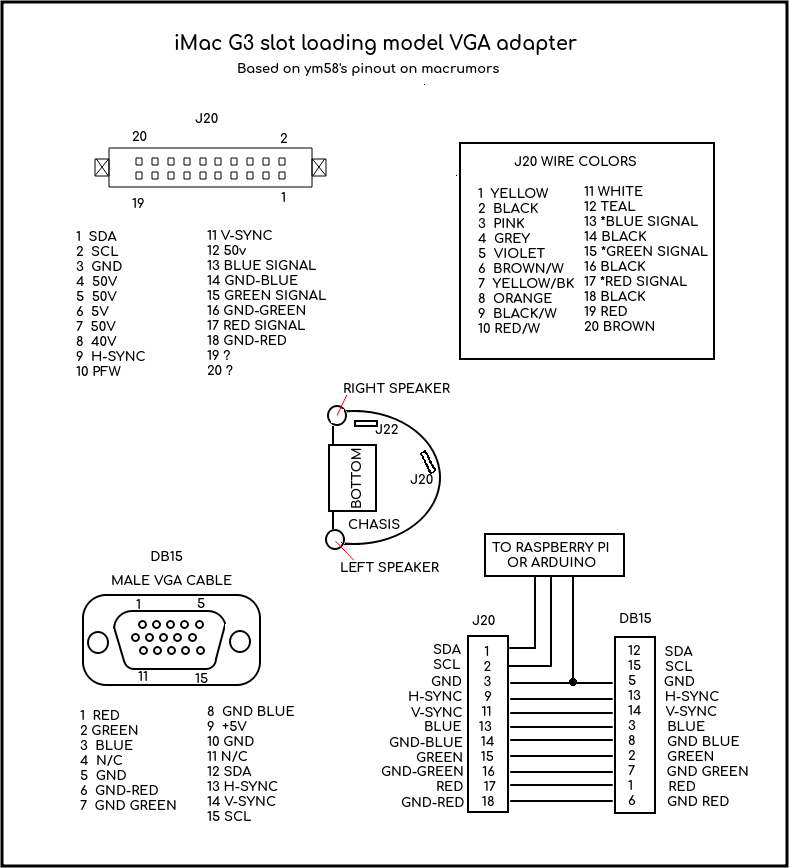 iMac G3 slot loading model VGA adapter
Based on ym58's pinout on macrumors
J20
20
2
19
1
1 SDA
2 SCL
3 GND
4 50V
5 50V
6 5V
7 50V
8 40V
9 H-SYNC
10 PFW
11 V-SYNC
12 50v
13 BLUE SIGNAL
14 GND-BLUE
15 GREEN SIGNAL
16 GND-GREEN
17 RED SIGNAL
18 GND-RED
19 ?
20 ?
J20 WIRE COLORS
1 YELLOW
2 BLACK
3 PINK
4 GREY
5 VIOLET
6 BROWN/W
7 YELLOW/BK
8 ORANGE
9 BLACK/W
10 RED/W
11 WHITE
12 TEAL
13 *BLUE SIGNAL
14 BLACK
15 *GREEN SIGNAL
16 BLACK
17 *RED SIGNAL
18 BLACK
19 RED
20 BROWN
RIGHT SPEAKER
J22
BOTTOM
J20
CHASIS
LEFT SPEAKER
DB15
MALE VGA CABLE
1
5
11
15
1 RED
2 GREEN
3 BLUE
4 N/C
5 GND
6 GND-RED
7 GND GREEN
8 GND BLUE
9 +5V
10 GND
11 N/C
12 SDA
13 H-SYNC
14 V-SYNC
15 SCL
TO RASPBERRY PI
OR ARDUINO
J20
DB15
SDA 1 12 SDA
SCL 2 15 SCL
GND 3 5 GND
H-SYNC 9 13 H-SYNC
V-SYNC 11 14 V-SYNC
BLUE 13 3 BLUE
GND-BLUE 14 8 GND BLUE
GREEN 15 2 GREEN
GND-GREEN 16 7 GND GREEN
RED 17 1 RED
GND-RED 18 6 GND RED